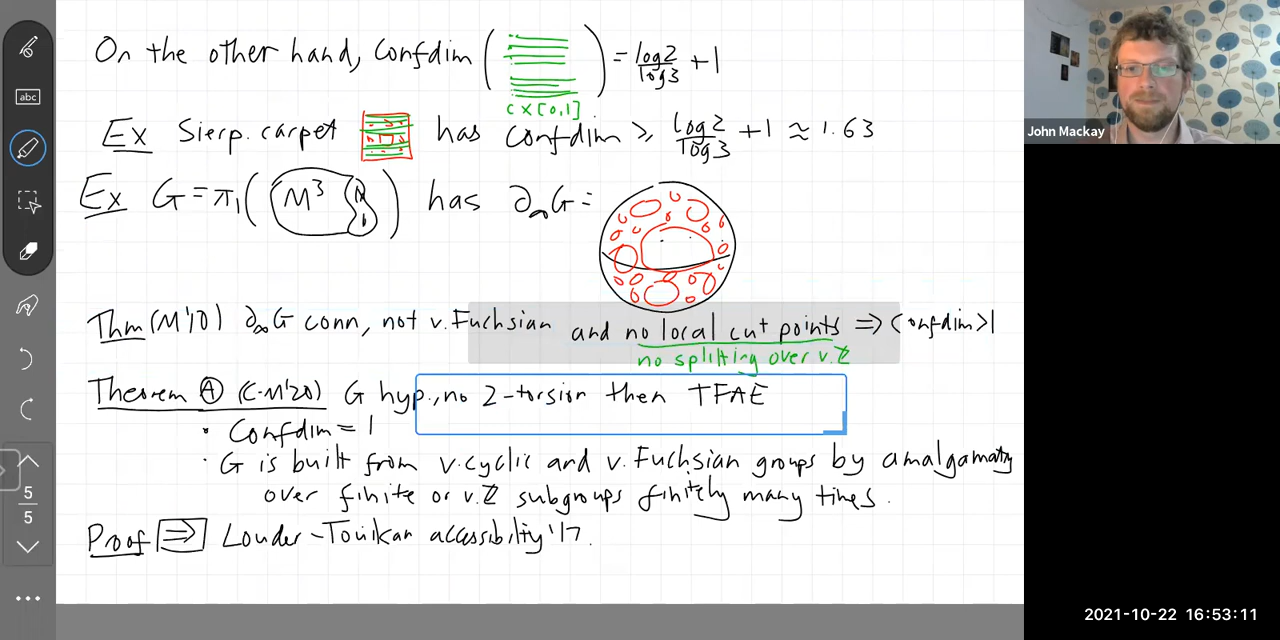 On the other hand, Confdim ( ) = log2/log3 + 1
C × [0,1]
Ex Sierp. carpet has confdim ≥ log2/log3 + 1 ≈ 1.63
Ex G = π₁( M³ ) has ∂∞G =
Thm (M'10) ∂∞G conn, not v.Fuchsian and no local cut points ⇒ Confdim>1
no splitting over v.ℤ
Theorem Ⓐ (C-M'20) G hyp., no 2-torsion then TFAE
· Confdim = 1
· G is built from v.cyclic and v.Fuchsian groups by amalgamating
over finite or v.ℤ subgroups finitely many times.
Proof ⇒ Louder-Touikan accessibility '17.
abc
5
5
John Mackay
2021-10-22 16:53:11